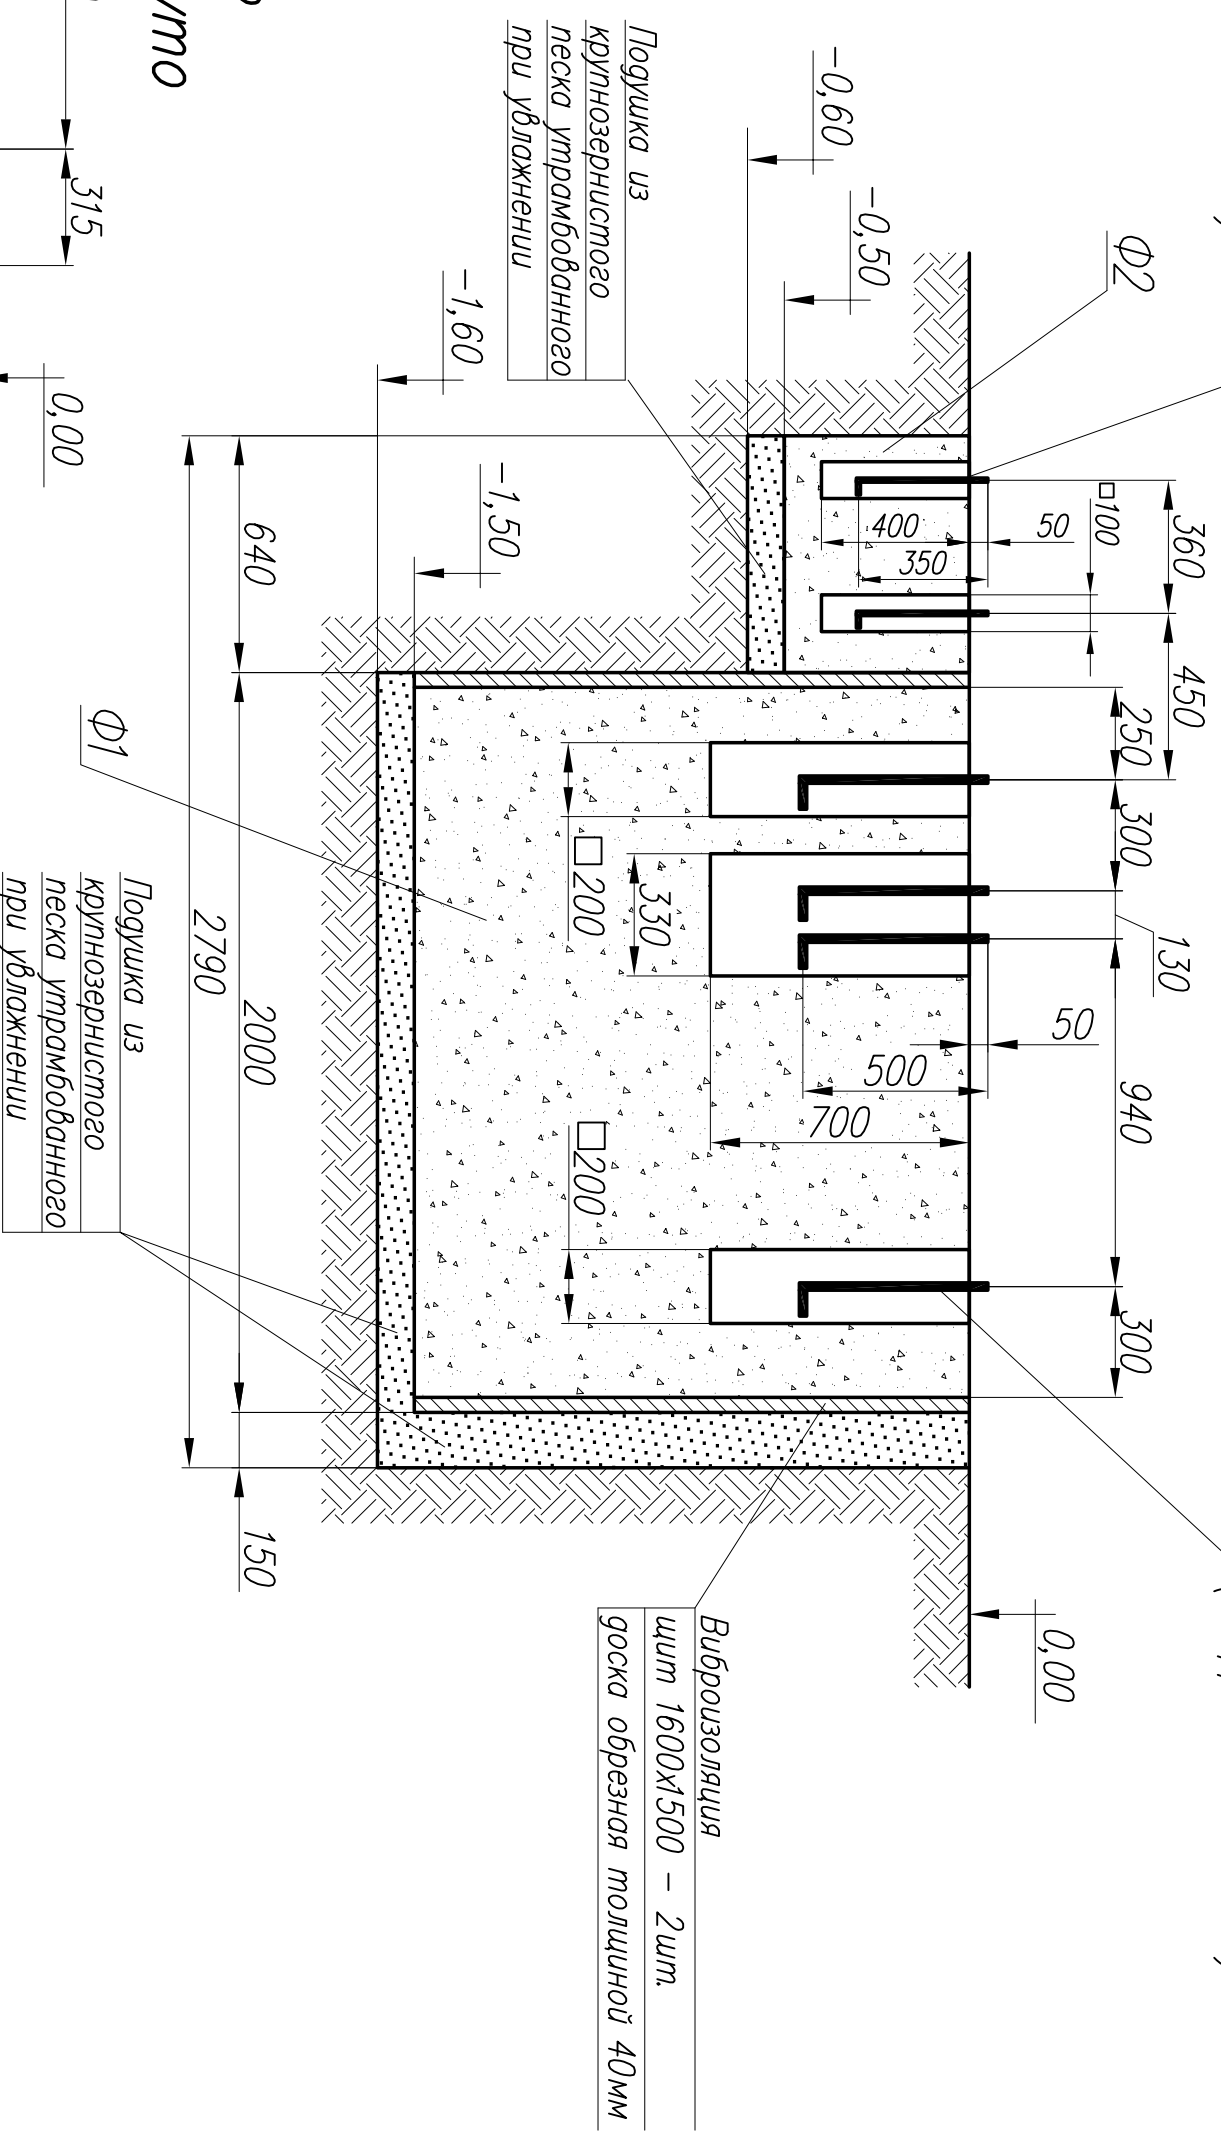 Ф2
-0,60
-0,50
-1,60
-1,50
0,00
0,00
315
Подушка из
крупнозернистого
песка утрамбованного
при увлажнении
360
450
□100
50
400
350
250
300
130
940
300
50
500
700
330
□200
□200
640
2000
150
2790
Ф1
Подушка из
крупнозернистого
песка утрамбованного
при увлажнении
Виброизоляция
щит 1600х1500 - 2шт.
доска обрезная толщиной 40мм